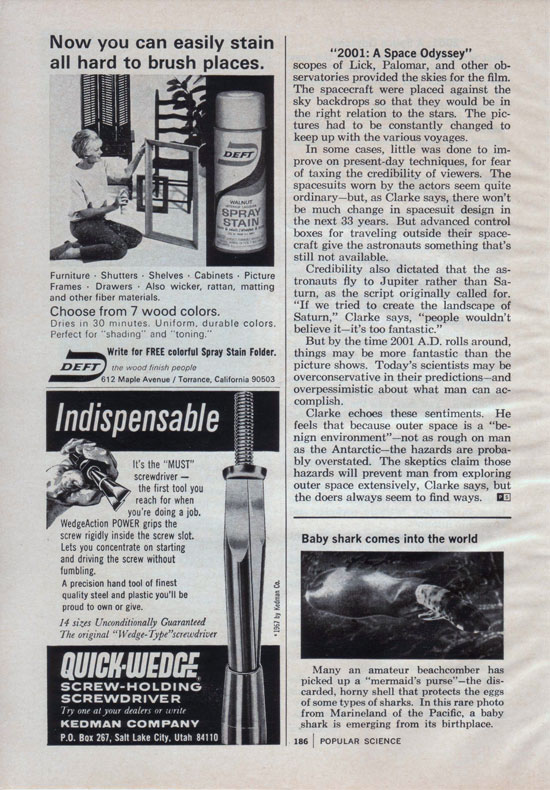 Now you can easily stain
all hard to brush places.
DEFT
WALNUT
SPRAY
STAIN
Furniture · Shutters · Shelves · Cabinets · Picture
Frames · Drawers · Also wicker, rattan, matting
and other fiber materials.
Choose from 7 wood colors.
Dries in 30 minutes. Uniform, durable colors.
Perfect for "shading" and "toning."
Write for FREE colorful Spray Stain Folder.
DEFT
the wood finish people
612 Maple Avenue / Torrance, California 90503
Indispensable
It's the "MUST"
screwdriver —
the first tool you
reach for when
you're doing a job.
WedgeAction POWER grips the
screw rigidly inside the screw slot.
Lets you concentrate on starting
and driving the screw without
fumbling.
A precision hand tool of finest
quality steel and plastic you'll be
proud to own or give.
14 sizes Unconditionally Guaranteed
The original "Wedge-Type" screwdriver
© 1967 by Kedman Co.
QUICK-WEDGE
SCREW-HOLDING
SCREWDRIVER
Try one at your dealers or write
KEDMAN COMPANY
P.O. Box 267, Salt Lake City, Utah 84110
"2001: A Space Odyssey"
scopes of Lick, Palomar, and other ob-
servatories provided the skies for the film.
The spacecraft were placed against the
sky backdrops so that they would be in
the right relation to the stars. The pic-
tures had to be constantly changed to
keep up with the various voyages.
In some cases, little was done to im-
prove on present-day techniques, for fear
of taxing the credibility of viewers. The
spacesuits worn by the actors seem quite
ordinary—but, as Clarke says, there won't
be much change in spacesuit design in
the next 33 years. But advanced control
boxes for traveling outside their space-
craft give the astronauts something that's
still not available.
Credibility also dictated that the as-
tronauts fly to Jupiter rather than Sa-
turn, as the script originally called for.
"If we tried to create the landscape of
Saturn," Clarke says, "people wouldn't
believe it—it's too fantastic."
But by the time 2001 A.D. rolls around,
things may be more fantastic than the
picture shows. Today's scientists may be
overconservative in their predictions—and
overpessimistic about what man can ac-
complish.
Clarke echoes these sentiments. He
feels that because outer space is a "be-
nign environment"—not as rough on man
as the Antarctic—the hazards are proba-
bly overstated. The skeptics claim those
hazards will prevent man from exploring
outer space extensively, Clarke says, but
the doers always seem to find ways. PS
Baby shark comes into the world
Many an amateur beachcomber has
picked up a "mermaid's purse"—the dis-
carded, horny shell that protects the eggs
of some types of sharks. In this rare photo
from Marineland of the Pacific, a baby
shark is emerging from its birthplace.
186 | POPULAR SCIENCE